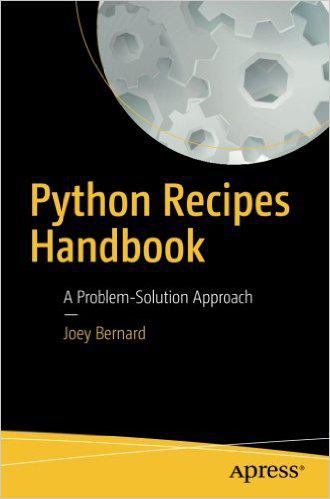 Python Recipes
Handbook
A Problem-Solution Approach
—
Joey Bernard
Apress®